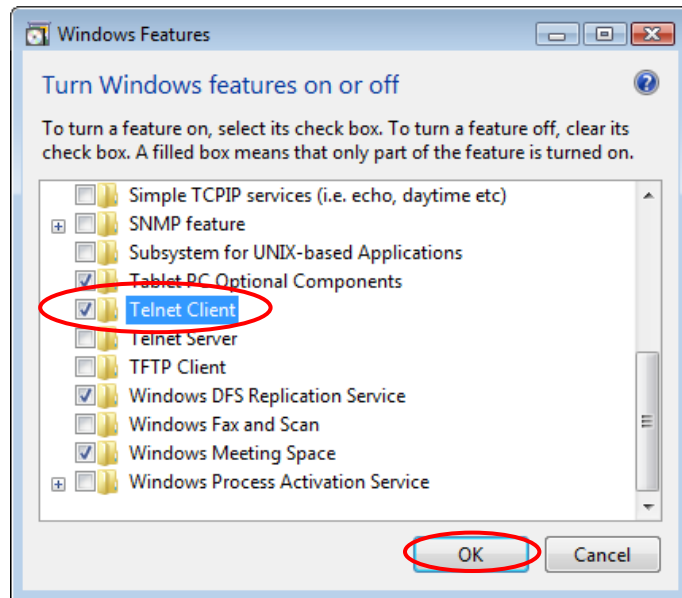 Windows Features
Turn Windows features on or off
To turn a feature on, select its check box. To turn a feature off, clear its
check box. A filled box means that only part of the feature is turned on.
Simple TCPIP services (i.e. echo, daytime etc)
SNMP feature
Subsystem for UNIX-based Applications
Tablet PC Optional Components
Telnet Client
Telnet Server
TFTP Client
Windows DFS Replication Service
Windows Fax and Scan
Windows Meeting Space
Windows Process Activation Service
OK Cancel